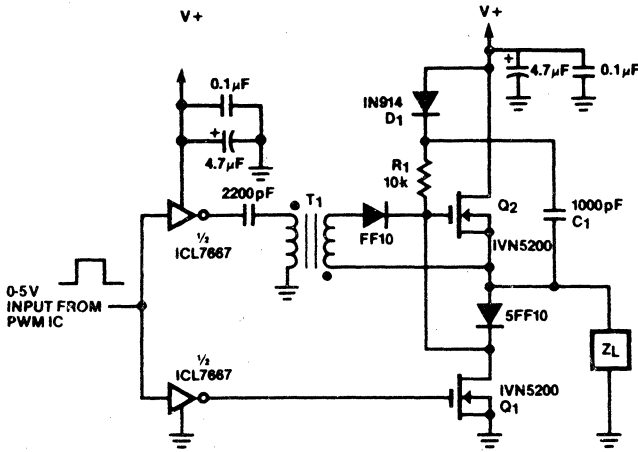 V+
V+
0.1μF
+
4.7μF
+
4.7μF
0.1μF
IN914
D1
R1
10k
2200pF
T1
Q2
1000pF
C1
FF10
IVN5200
½
ICL7667
0-5V
INPUT FROM
PWM IC
5FF10
ZL
½
ICL7667
IVN5200
Q1